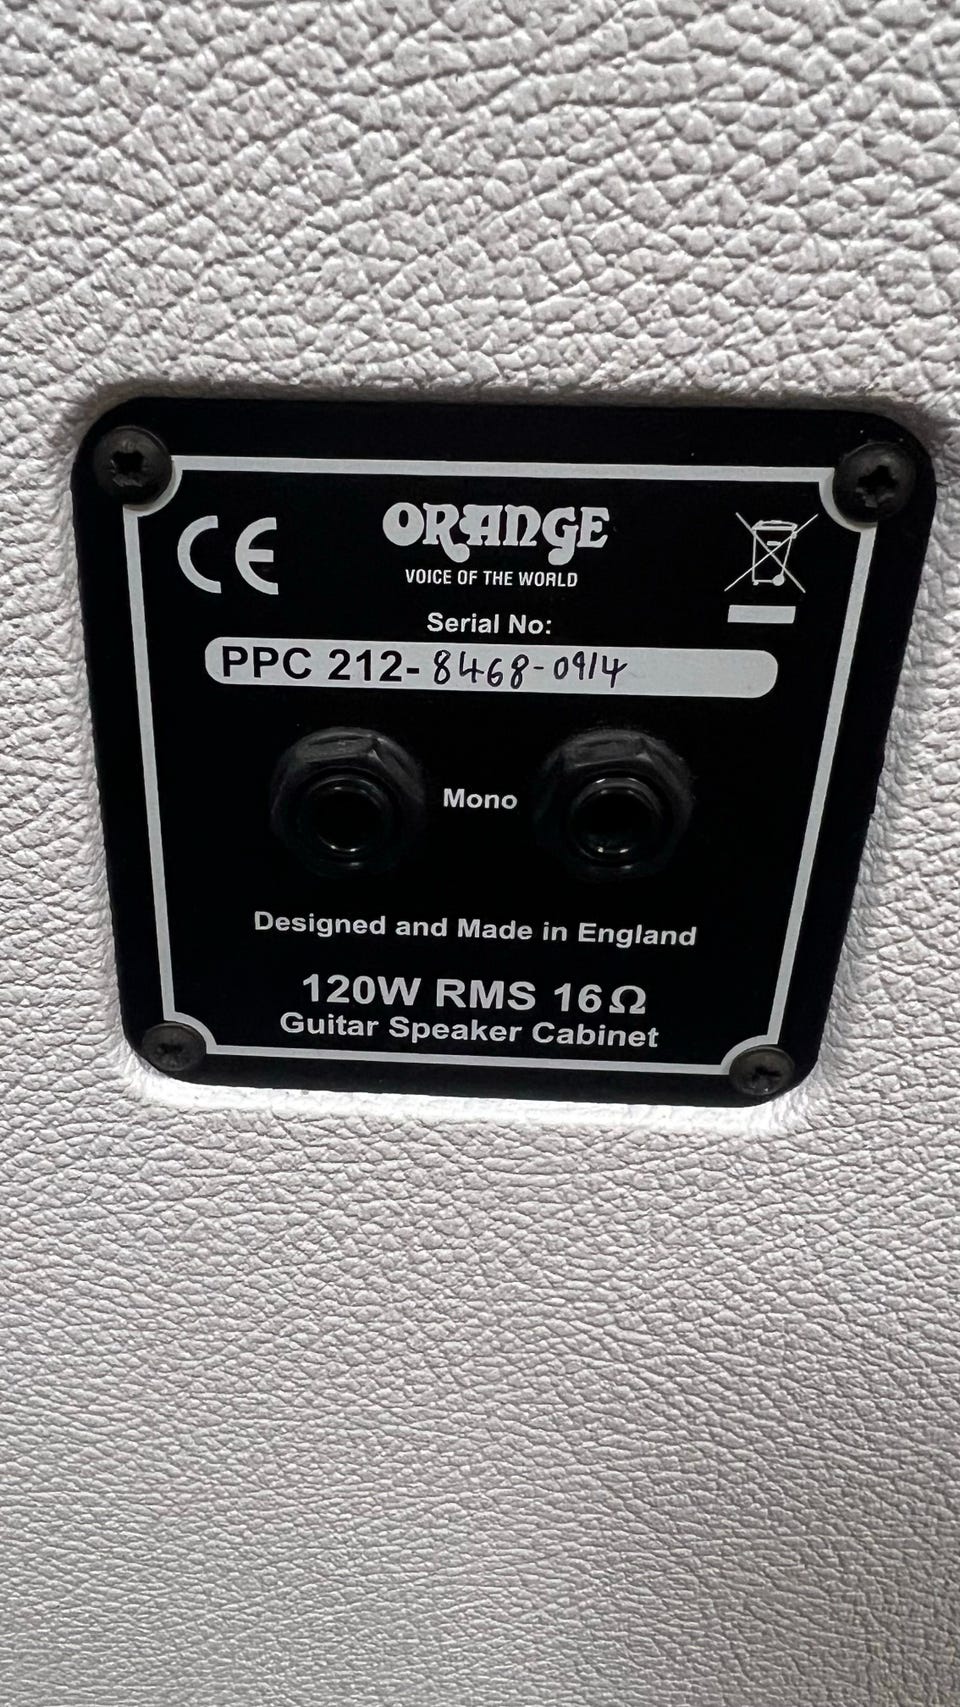 CE
ORANGE
VOICE OF THE WORLD
Serial No:
PPC 212-8468-0914
Mono
Designed and Made in England
120W RMS 16Ω
Guitar Speaker Cabinet